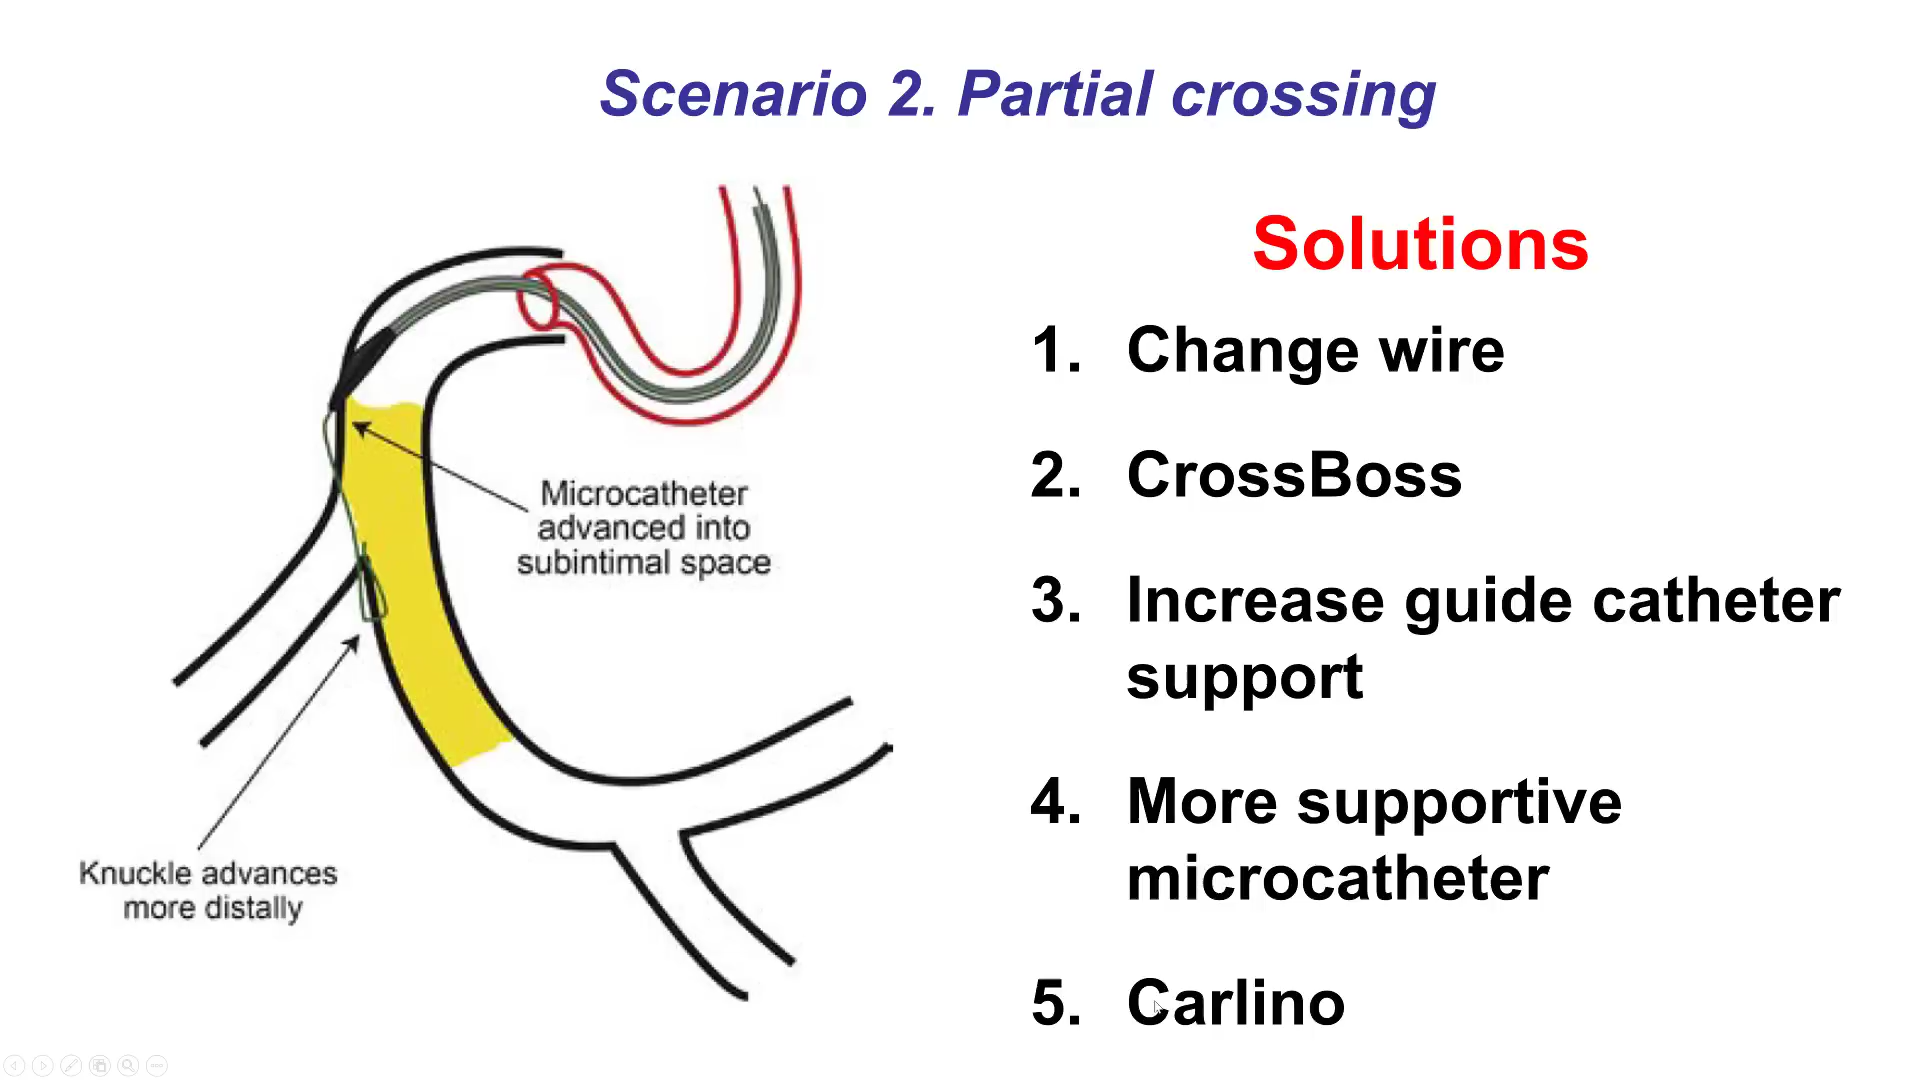 Scenario 2. Partial crossing
Microcatheter
advanced into
subintimal space
Knuckle advances
more distally
Solutions
1. Change wire
2. CrossBoss
3. Increase guide catheter
support
4. More supportive
microcatheter
5. Carlino